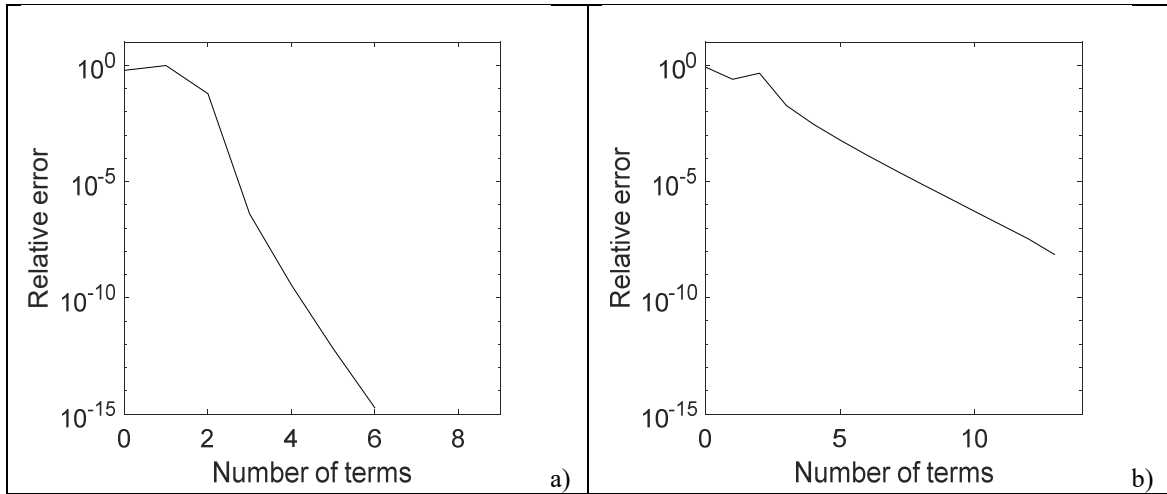 Relative error
10^0
10^-5
10^-10
10^-15
0 2 4 6 8
Number of terms
a)
Relative error
10^0
10^-5
10^-10
10^-15
0 5 10
Number of terms
b)